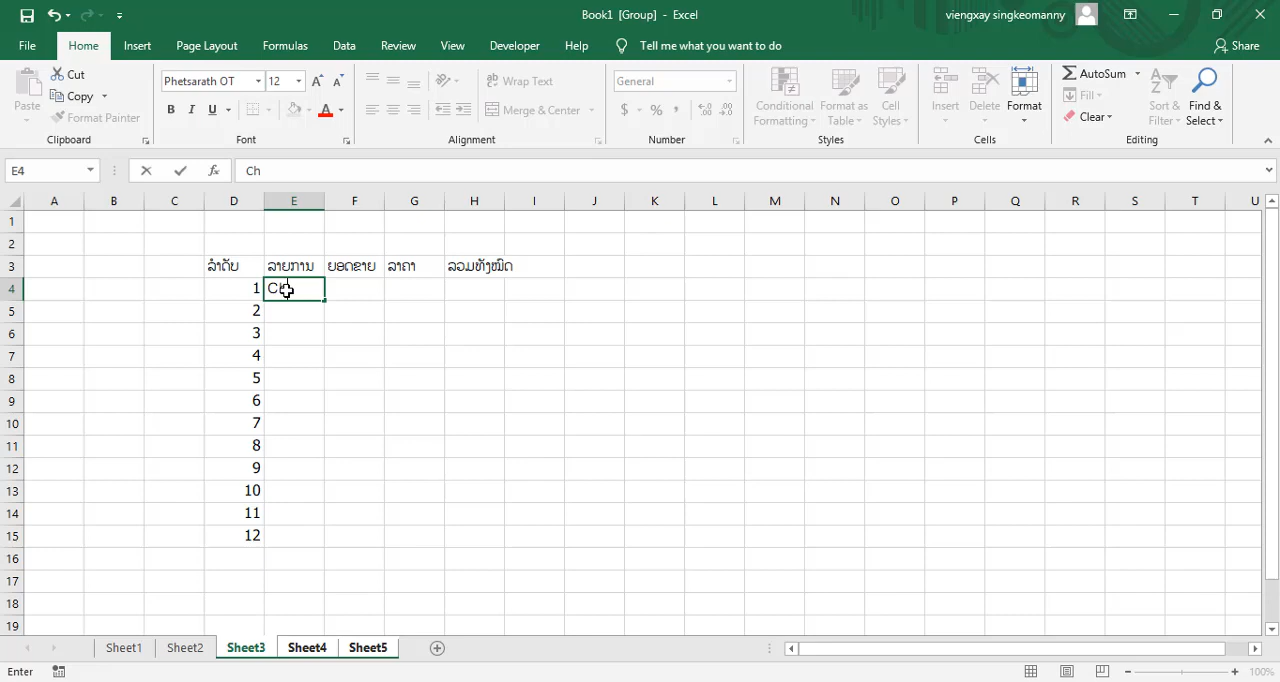 Book1 [Group] - Excel
viengxay singkeomanny
File Home Insert Page Layout Formulas Data Review View Developer Help Tell me what you want to do Share
Paste
Cut
Copy
Format Painter
Clipboard
Phetsarath OT 12
B I U
Font
Wrap Text
Merge & Center
Alignment
General
$ % ,
Number
Conditional Formatting
Format as Table
Cell Styles
Styles
Insert Delete Format
Cells
AutoSum
Fill
Clear
Sort & Filter
Find & Select
Editing
E4 fx Ch
A B C D E F G H I J K L M N O P Q R S T U
1
2
3 ລຳດັບ ລາຍການ ຍອດຂາຍ ລາຄາ ລວມທັງໝົດ
4 1
5 2
6 3
7 4
8 5
9 6
10 7
11 8
12 9
13 10
14 11
15 12
16
17
18
19
Sheet1 Sheet2 Sheet3 Sheet4 Sheet5
Enter 100%